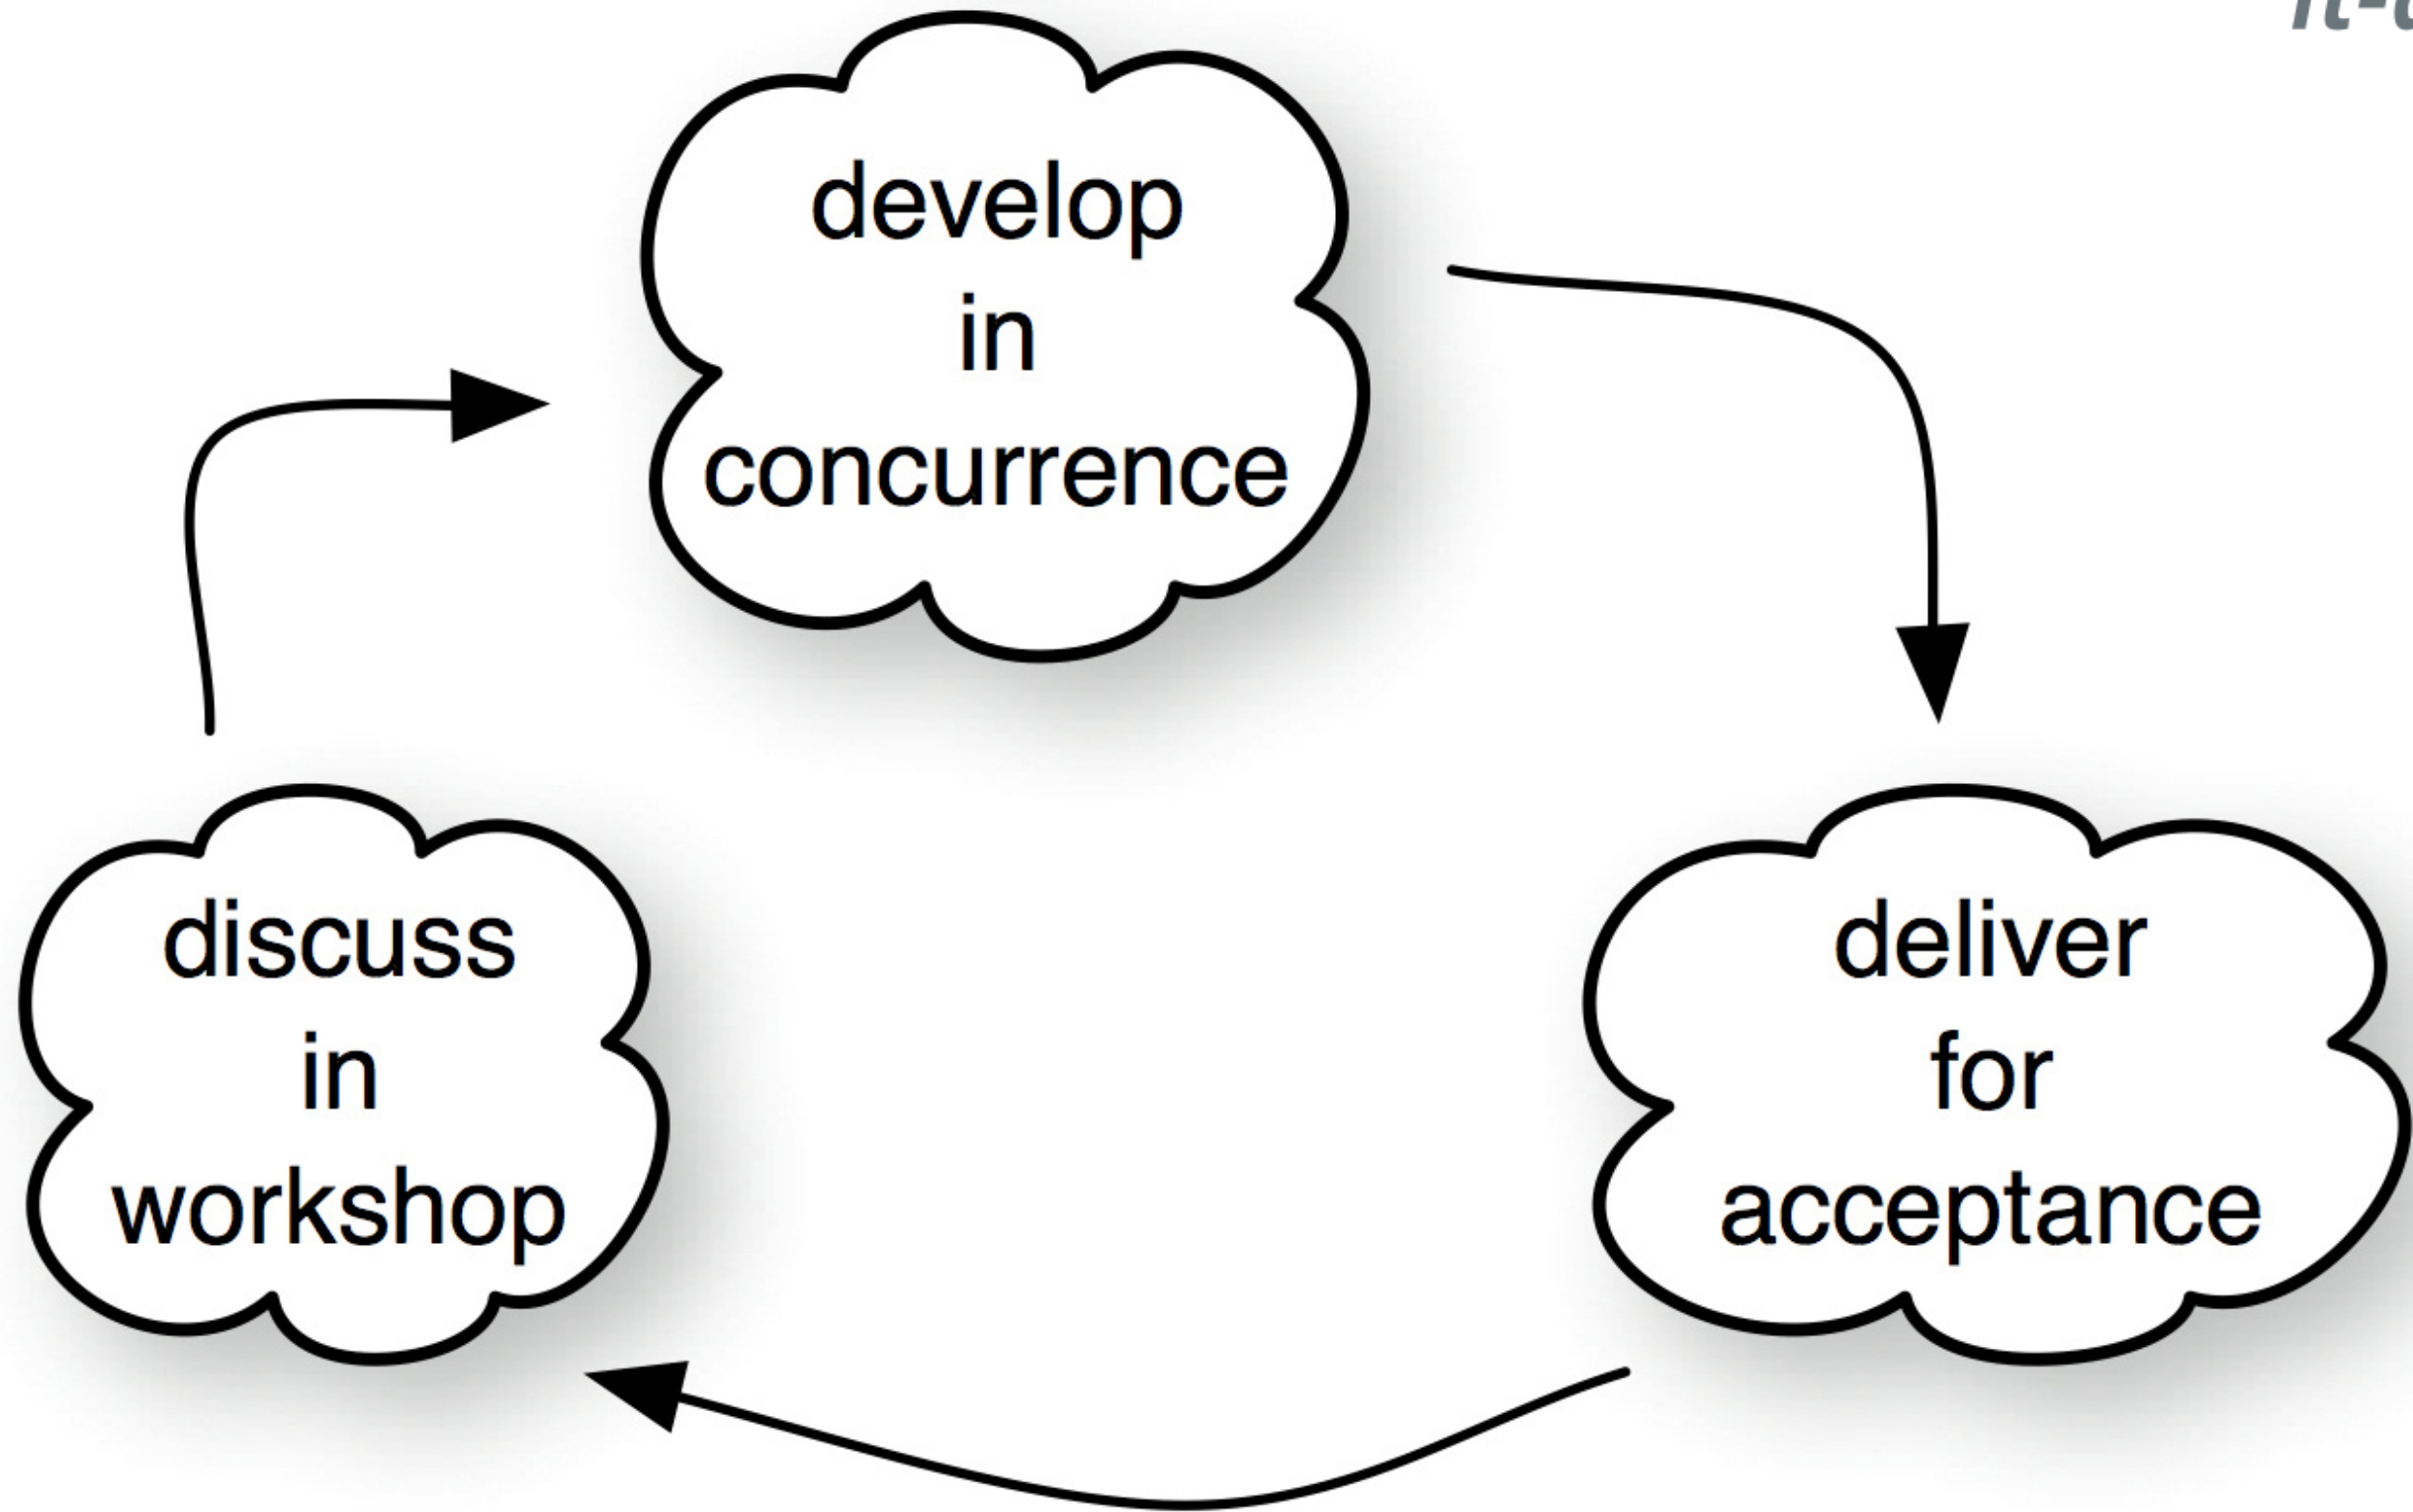 develop
in
concurrence
discuss
in
workshop
deliver
for
acceptance